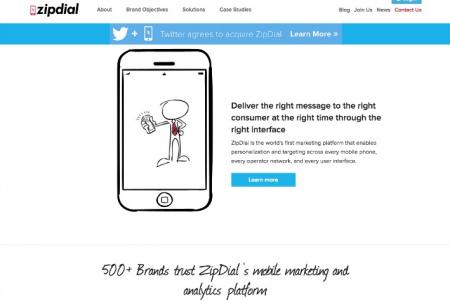 zipdial
About Brand Objectives Solutions Case Studies
Blog Join Us News Contact Us
Twitter agrees to acquire ZipDial Learn More »
Deliver the right message to the right
consumer at the right time through the
right interface
ZipDial is the world's first marketing platform that enables
personalization and targeting across every mobile phone,
every operator network, and every user interface.
Learn more
500+ Brands trust ZipDial's mobile marketing and
analytics platform